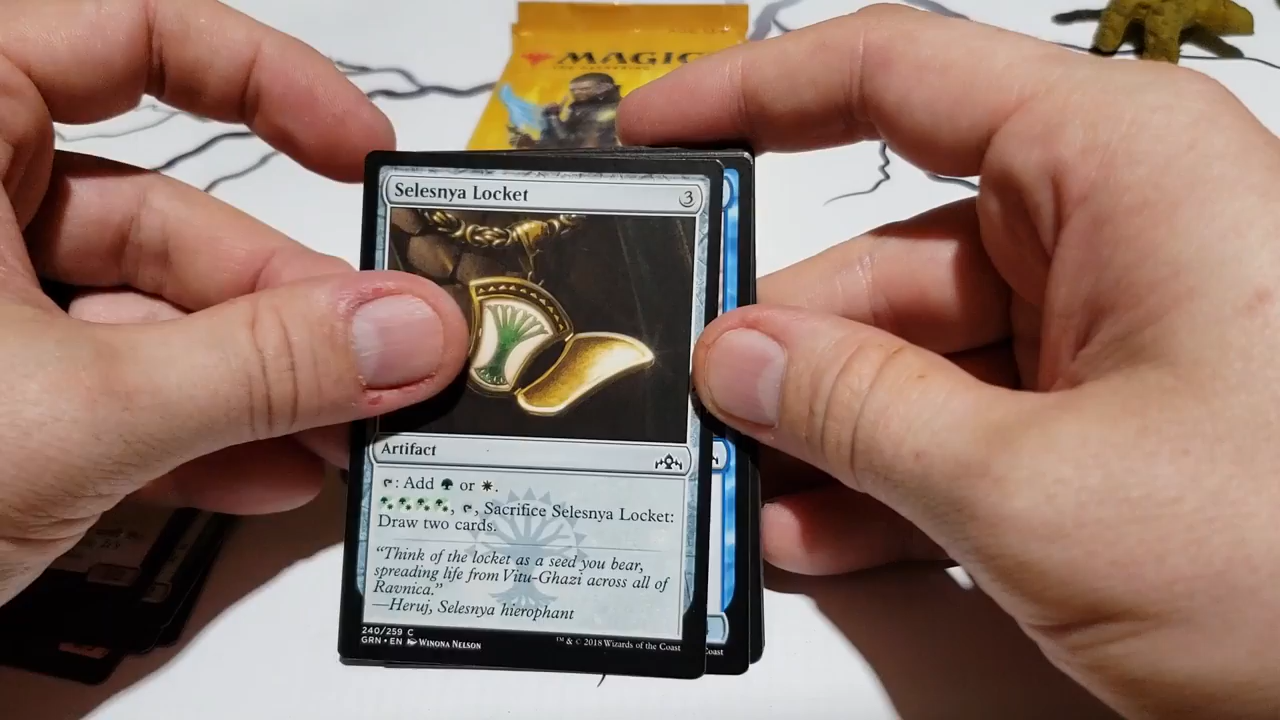 MAGIC
Selesnya Locket 3
Artifact
: Add or .
, , Sacrifice Selesnya Locket:
Draw two cards.
“Think of the locket as a seed you bear,
spreading life from Vitu-Ghazi across all of
Ravnica.”
—Heruj, Selesnya hierophant
240/259 C
GRN • EN WINONA NELSON
™ & © 2018 Wizards of the Coast
Coast